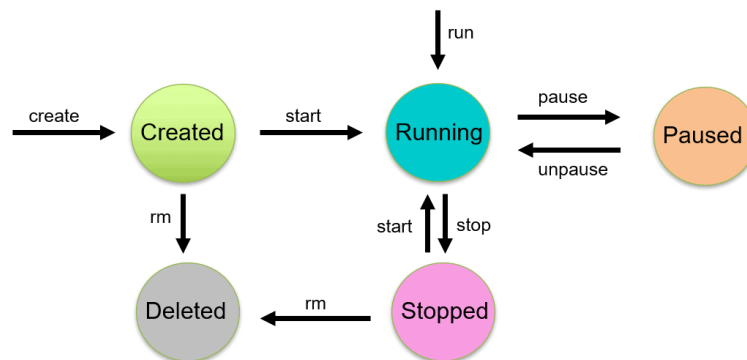 run
create
Created
start
Running
pause
unpause
Paused
rm
start
stop
Deleted
rm
Stopped